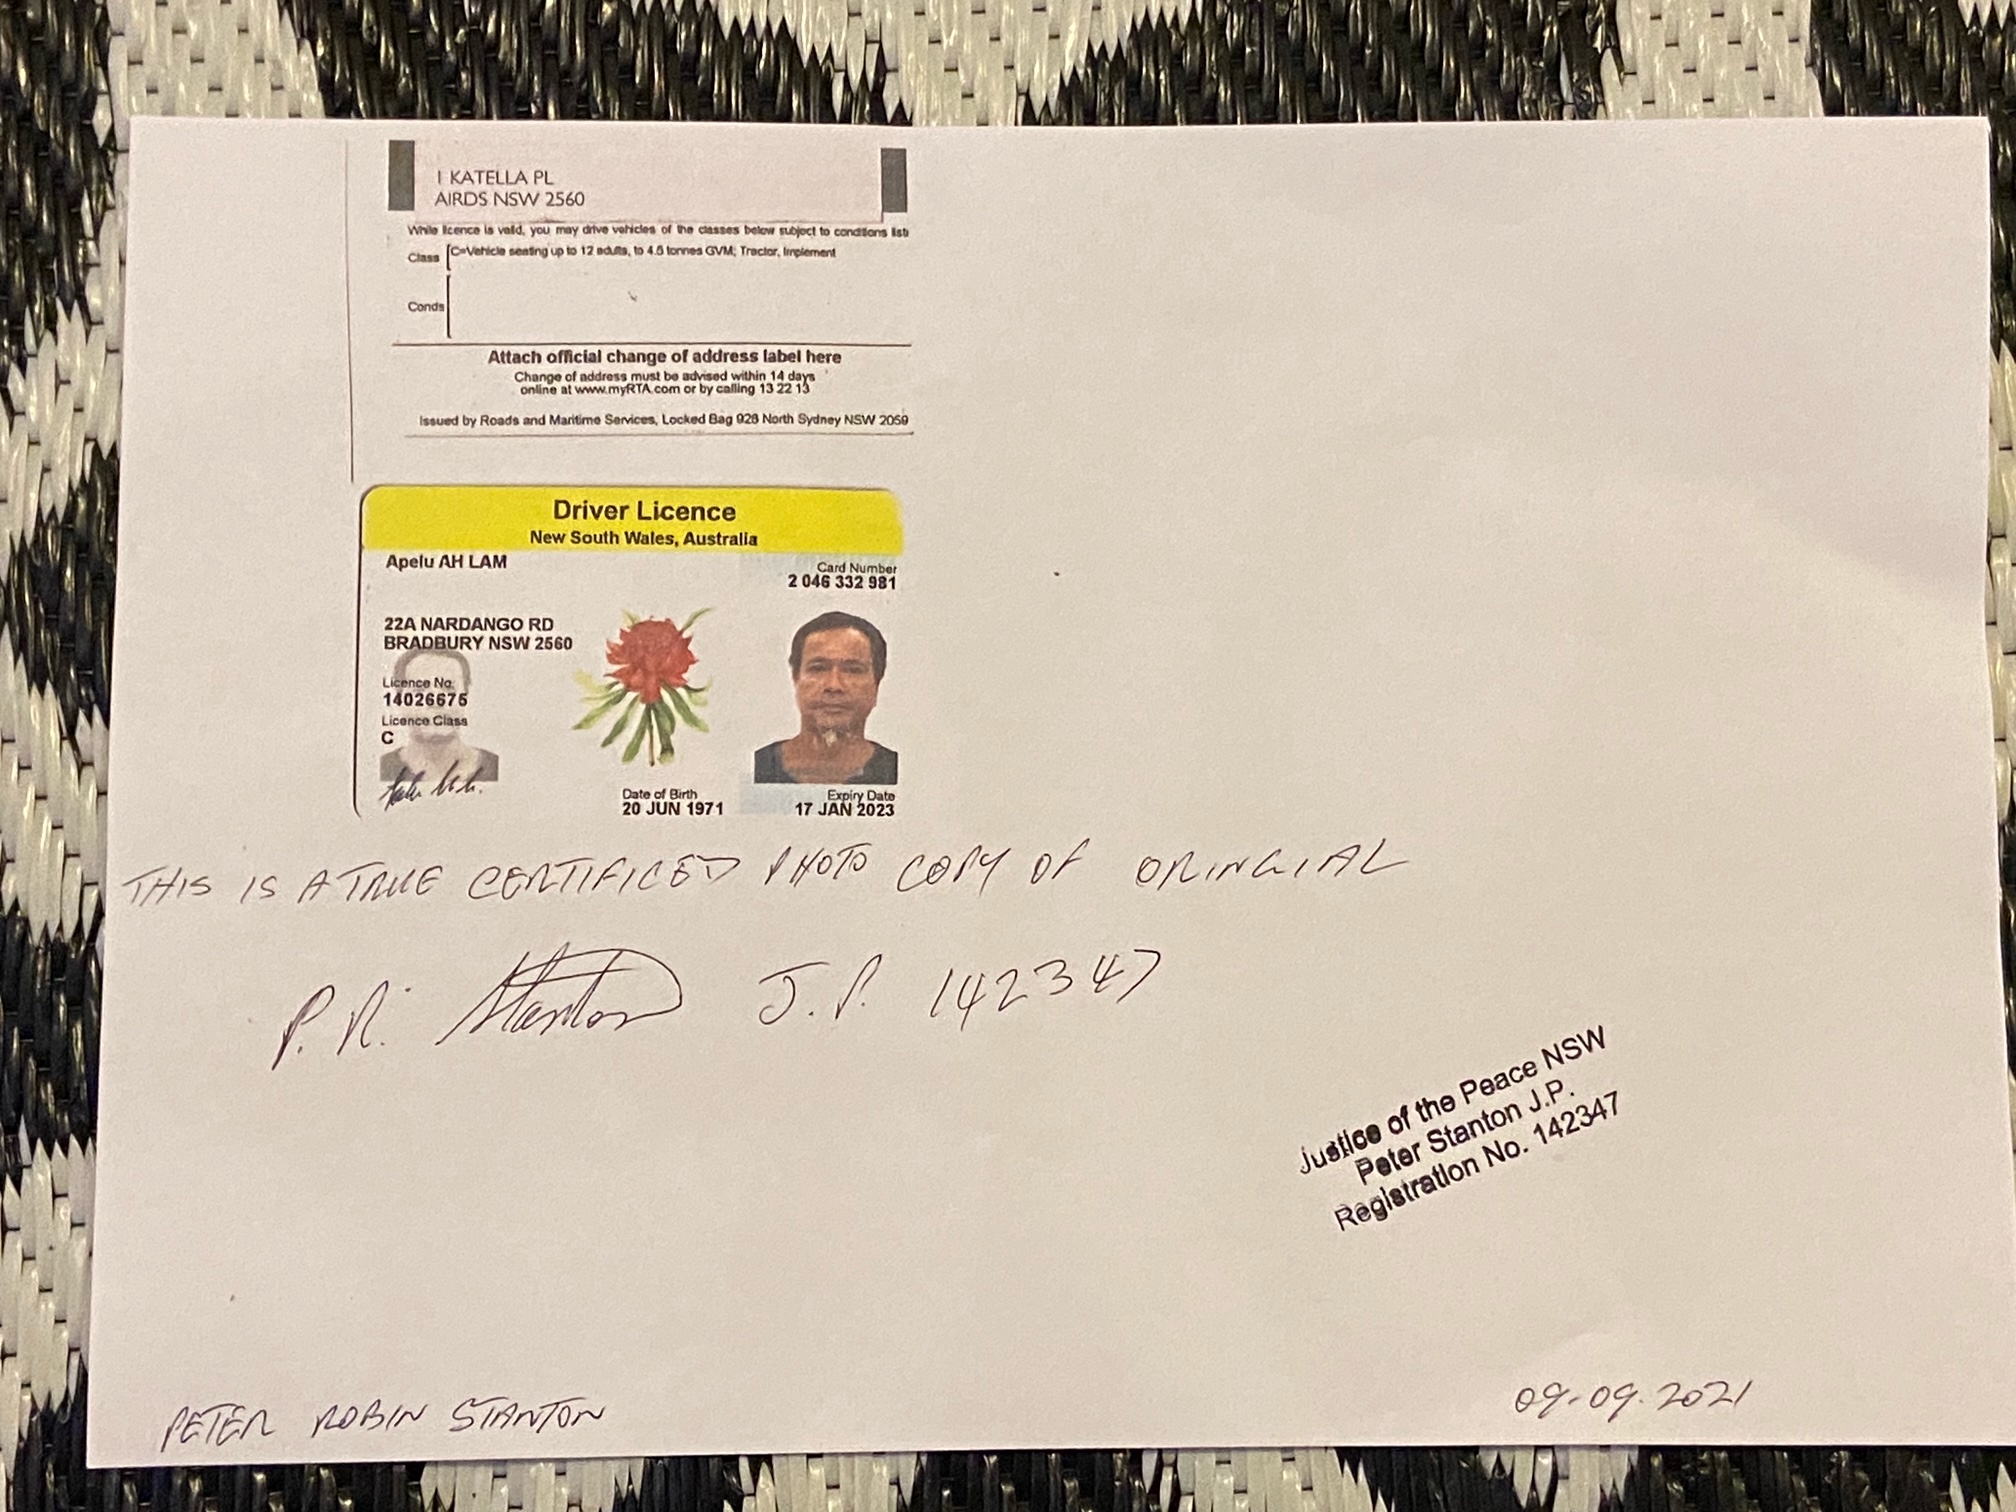 1 KATELLA PL
AIRDS NSW 2560
While licence is valid, you may drive vehicles of the classes below subject to conditions
Class C=Vehicle seating up to 12 adults, to 4.5 tonnes GVM; Tractor, Implement
Conds
Attach official change of address label here
Change of address must be advised within 14 days
online at www.myRTA.com or by calling 13 22 13
Issued by Roads and Maritime Services, Locked Bag 928 North Sydney NSW 2059
Driver Licence
New South Wales, Australia
Apelu AH LAM
Card Number
2 046 332 981
22A NARDANGO RD
BRADBURY NSW 2560
Licence No.
14026675
Licence Class
C
Date of Birth
20 JUN 1971
Expiry Date
17 JAN 2023
THIS IS A TRUE CERTIFICED PHOTO COPY OF ORINGIAL
P.R. Stanton J.P. 142347
Justice of the Peace NSW
Peter Stanton J.P.
Registration No. 142347
PETER ROBIN STANTON
09.09.2021